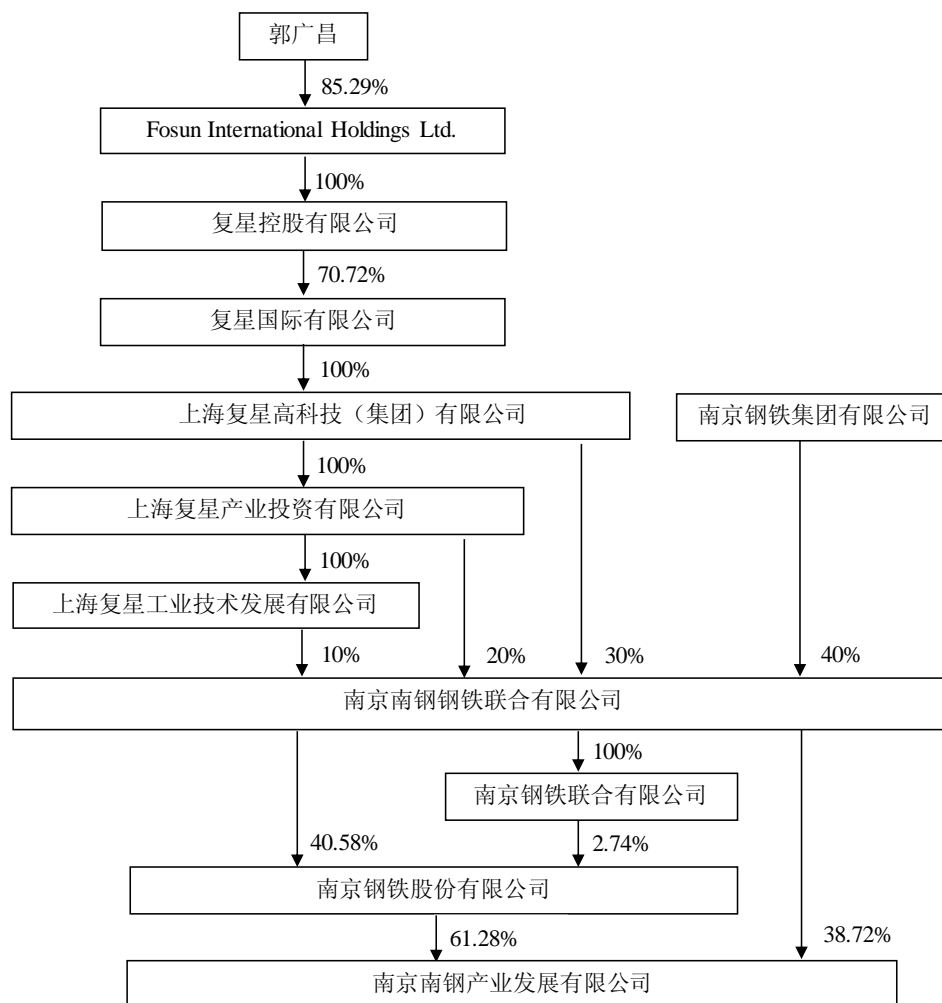 郭广昌
85.29%
Fosun International Holdings Ltd.
100%
复星控股有限公司
70.72%
复星国际有限公司
100%
上海复星高科技（集团）有限公司
南京钢铁集团有限公司
100%
上海复星产业投资有限公司
100%
上海复星工业技术发展有限公司
10%
20%
30%
40%
南京南钢钢铁联合有限公司
100%
南京钢铁联合有限公司
40.58%
2.74%
南京钢铁股份有限公司
61.28%
38.72%
南京南钢产业发展有限公司